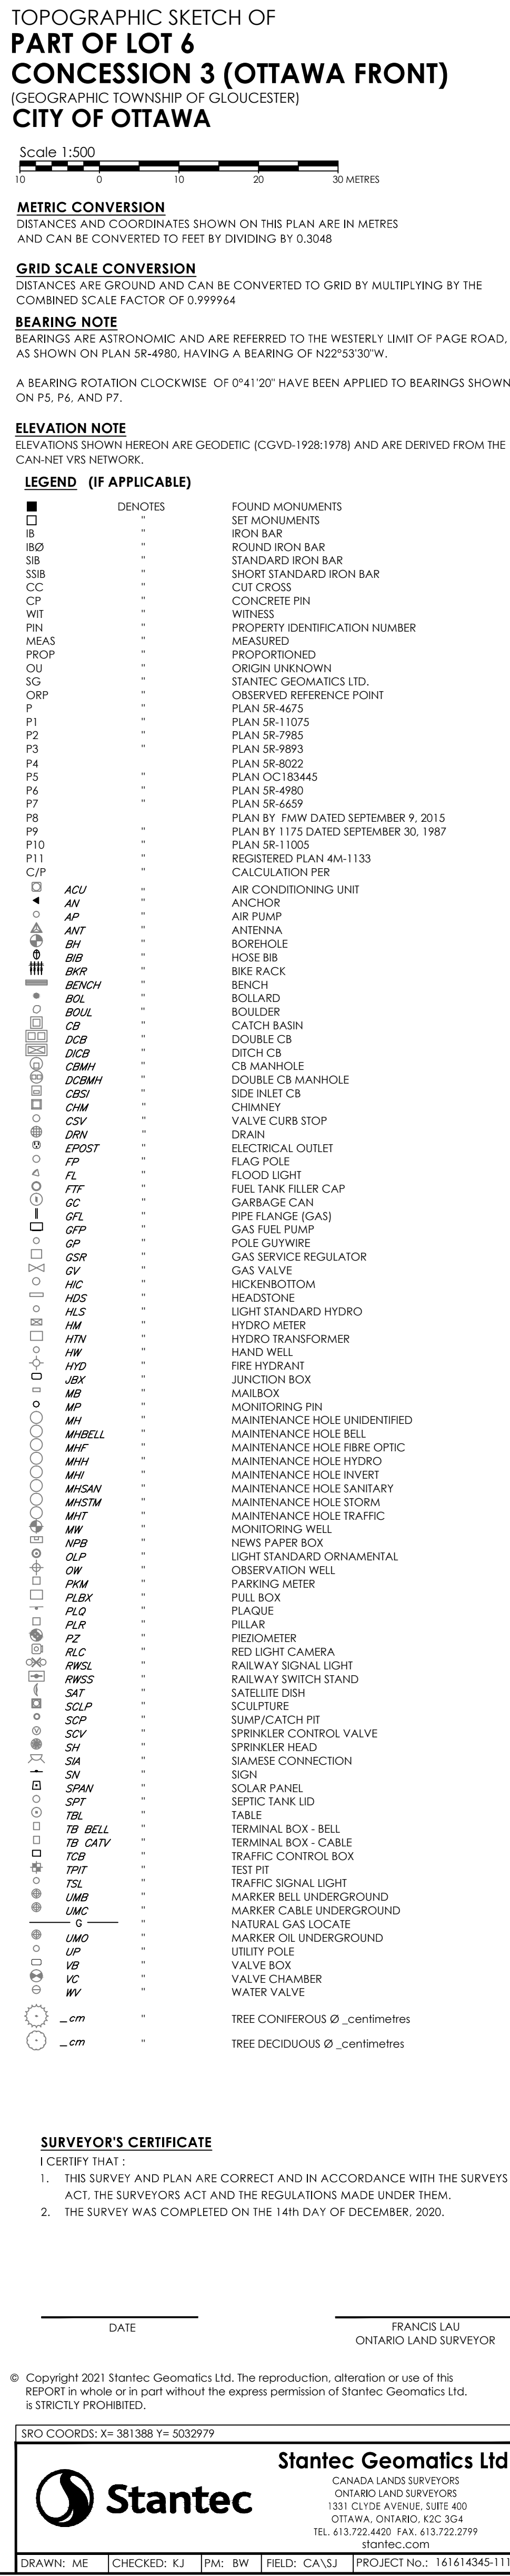 TOPOGRAPHIC SKETCH OF
PART OF LOT 6
CONCESSION 3 (OTTAWA FRONT)
(GEOGRAPHIC TOWNSHIP OF GLOUCESTER)
CITY OF OTTAWA
Scale 1:500
10 0 10 20 30 METRES
METRIC CONVERSION
DISTANCES AND COORDINATES SHOWN ON THIS PLAN ARE IN METRES
AND CAN BE CONVERTED TO FEET BY DIVIDING BY 0.3048
GRID SCALE CONVERSION
DISTANCES ARE GROUND AND CAN BE CONVERTED TO GRID BY MULTIPLYING BY THE
COMBINED SCALE FACTOR OF 0.999964
BEARING NOTE
BEARINGS ARE ASTRONOMIC AND ARE REFERRED TO THE WESTERLY LIMIT OF PAGE ROAD,
AS SHOWN ON PLAN 5R-4980, HAVING A BEARING OF N22°53'30"W.
A BEARING ROTATION CLOCKWISE OF 0°41'20" HAVE BEEN APPLIED TO BEARINGS SHOWN
ON P5, P6, AND P7.
ELEVATION NOTE
ELEVATIONS SHOWN HEREON ARE GEODETIC (CGVD-1928:1978) AND ARE DERIVED FROM THE
CAN-NET VRS NETWORK.
LEGEND (IF APPLICABLE)
DENOTES FOUND MONUMENTS
" SET MONUMENTS
IB " IRON BAR
IBØ " ROUND IRON BAR
SIB " STANDARD IRON BAR
SSIB " SHORT STANDARD IRON BAR
CC " CUT CROSS
CP " CONCRETE PIN
WIT " WITNESS
PIN " PROPERTY IDENTIFICATION NUMBER
MEAS " MEASURED
PROP " PROPORTIONED
OU " ORIGIN UNKNOWN
SG " STANTEC GEOMATICS LTD.
ORP " OBSERVED REFERENCE POINT
P " PLAN 5R-4675
P1 " PLAN 5R-11075
P2 " PLAN 5R-7985
P3 " PLAN 5R-9893
P4 PLAN 5R-8022
P5 " PLAN OC183445
P6 " PLAN 5R-4980
P7 " PLAN 5R-6659
P8 PLAN BY FMW DATED SEPTEMBER 9, 2015
P9 " PLAN BY 1175 DATED SEPTEMBER 30, 1987
P10 " PLAN 5R-11005
P11 " REGISTERED PLAN 4M-1133
C/P " CALCULATION PER
ACU " AIR CONDITIONING UNIT
AN " ANCHOR
AP " AIR PUMP
ANT " ANTENNA
BH " BOREHOLE
BIB " HOSE BIB
BKR " BIKE RACK
BENCH " BENCH
BOL " BOLLARD
BOUL " BOULDER
CB " CATCH BASIN
DCB " DOUBLE CB
DICB " DITCH CB
CBMH " CB MANHOLE
DCBMH " DOUBLE CB MANHOLE
CBSI " SIDE INLET CB
CHM " CHIMNEY
CSV " VALVE CURB STOP
DRN " DRAIN
EPOST " ELECTRICAL OUTLET
FP " FLAG POLE
FL " FLOOD LIGHT
FTF " FUEL TANK FILLER CAP
GC " GARBAGE CAN
GFL " PIPE FLANGE (GAS)
GFP " GAS FUEL PUMP
GP " POLE GUYWIRE
GSR " GAS SERVICE REGULATOR
GV " GAS VALVE
HIC " HICKENBOTTOM
HDS " HEADSTONE
HLS " LIGHT STANDARD HYDRO
HM " HYDRO METER
HTN " HYDRO TRANSFORMER
HW " HAND WELL
HYD " FIRE HYDRANT
JBX " JUNCTION BOX
MB " MAILBOX
MP " MONITORING PIN
MH " MAINTENANCE HOLE UNIDENTIFIED
MHBELL " MAINTENANCE HOLE BELL
MHF " MAINTENANCE HOLE FIBRE OPTIC
MHH " MAINTENANCE HOLE HYDRO
MHI " MAINTENANCE HOLE INVERT
MHSAN " MAINTENANCE HOLE SANITARY
MHSTM " MAINTENANCE HOLE STORM
MHT " MAINTENANCE HOLE TRAFFIC
MW " MONITORING WELL
NPB " NEWS PAPER BOX
OLP " LIGHT STANDARD ORNAMENTAL
OW " OBSERVATION WELL
PKM " PARKING METER
PLBX " PULL BOX
PLQ " PLAQUE
PLR " PILLAR
PZ " PIEZIOMETER
RLC " RED LIGHT CAMERA
RWSL " RAILWAY SIGNAL LIGHT
RWSS " RAILWAY SWITCH STAND
SAT " SATELLITE DISH
SCLP " SCULPTURE
SCP " SUMP/CATCH PIT
SCV " SPRINKLER CONTROL VALVE
SH " SPRINKLER HEAD
SIA " SIAMESE CONNECTION
SN " SIGN
SPAN " SOLAR PANEL
SPT " SEPTIC TANK LID
TBL " TABLE
TB BELL " TERMINAL BOX - BELL
TB CATV " TERMINAL BOX - CABLE
TCB " TRAFFIC CONTROL BOX
TPIT " TEST PIT
TSL " TRAFFIC SIGNAL LIGHT
UMB " MARKER BELL UNDERGROUND
UMC " MARKER CABLE UNDERGROUND
G " NATURAL GAS LOCATE
UMO " MARKER OIL UNDERGROUND
UP " UTILITY POLE
VB " VALVE BOX
VC " VALVE CHAMBER
WV " WATER VALVE
_cm " TREE CONIFEROUS Ø _centimetres
_cm " TREE DECIDUOUS Ø _centimetres
SURVEYOR'S CERTIFICATE
I CERTIFY THAT :
1. THIS SURVEY AND PLAN ARE CORRECT AND IN ACCORDANCE WITH THE SURVEYS
ACT, THE SURVEYORS ACT AND THE REGULATIONS MADE UNDER THEM.
2. THE SURVEY WAS COMPLETED ON THE 14th DAY OF DECEMBER, 2020.
DATE FRANCIS LAU
ONTARIO LAND SURVEYOR
© Copyright 2021 Stantec Geomatics Ltd. The reproduction, alteration or use of this
REPORT in whole or in part without the express permission of Stantec Geomatics Ltd.
is STRICTLY PROHIBITED.
SRO COORDS: X= 381388 Y= 5032979
Stantec
Stantec Geomatics Ltd
CANADA LANDS SURVEYORS
ONTARIO LAND SURVEYORS
1331 CLYDE AVENUE, SUITE 400
OTTAWA, ONTARIO, K2C 3G4
TEL. 613.722.4420 FAX. 613.722.2799
stantec.com
DRAWN: ME CHECKED: KJ PM: BW FIELD: CA\SJ PROJECT No.: 161614345-111